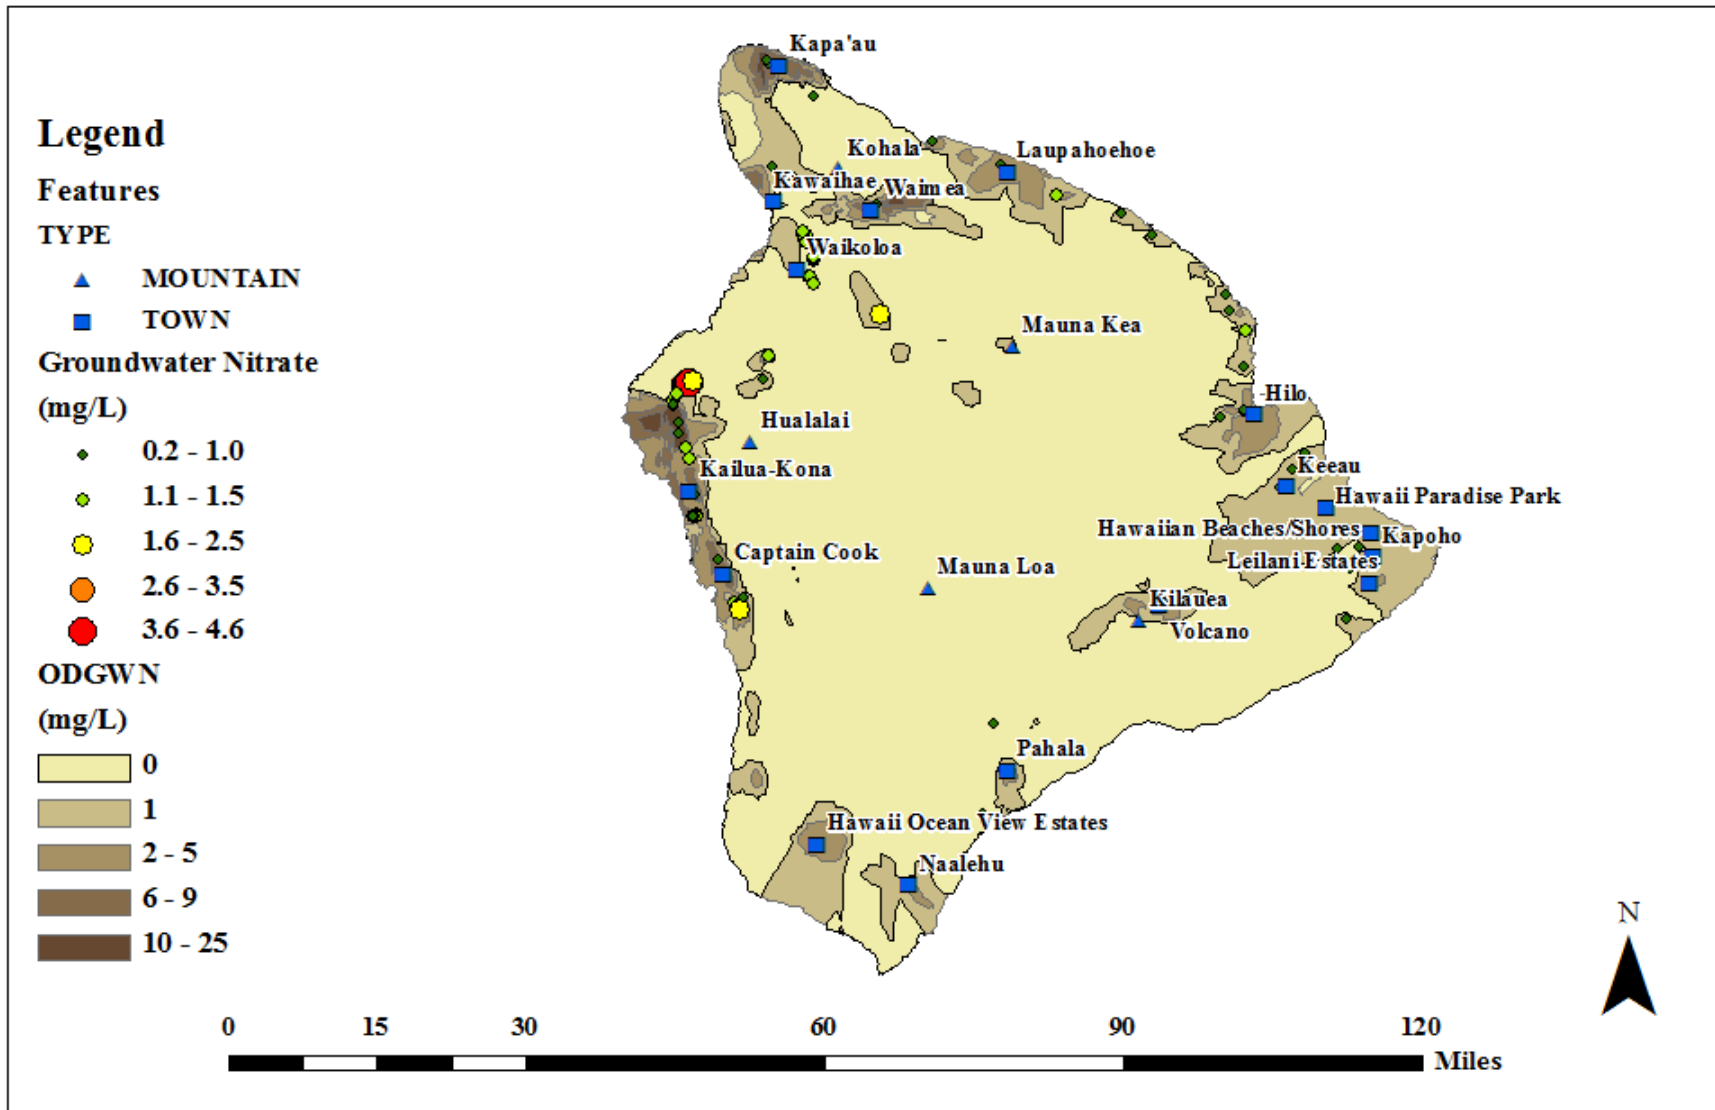 Legend
Features
TYPE
MOUNTAIN
TOWN
Groundwater Nitrate
(mg/L)
0.2 - 1.0
1.1 - 1.5
1.6 - 2.5
2.6 - 3.5
3.6 - 4.6
ODGWN
(mg/L)
0
1
2 - 5
6 - 9
10 - 25
Kapa'au
Kohala
Laupahoehoe
Kawaihae
Waimea
Waikoloa
Mauna Kea
Hualalai
Hilo
Kailua-Kona
Keeau
Hawaii Paradise Park
Hawaiian Beaches/Shores
Kapoho
Captain Cook
Leilani Estates
Mauna Loa
Kilauea
Volcano
Pahala
Hawaii Ocean View Estates
Naalehu
N
0 15 30 60 90 120
Miles